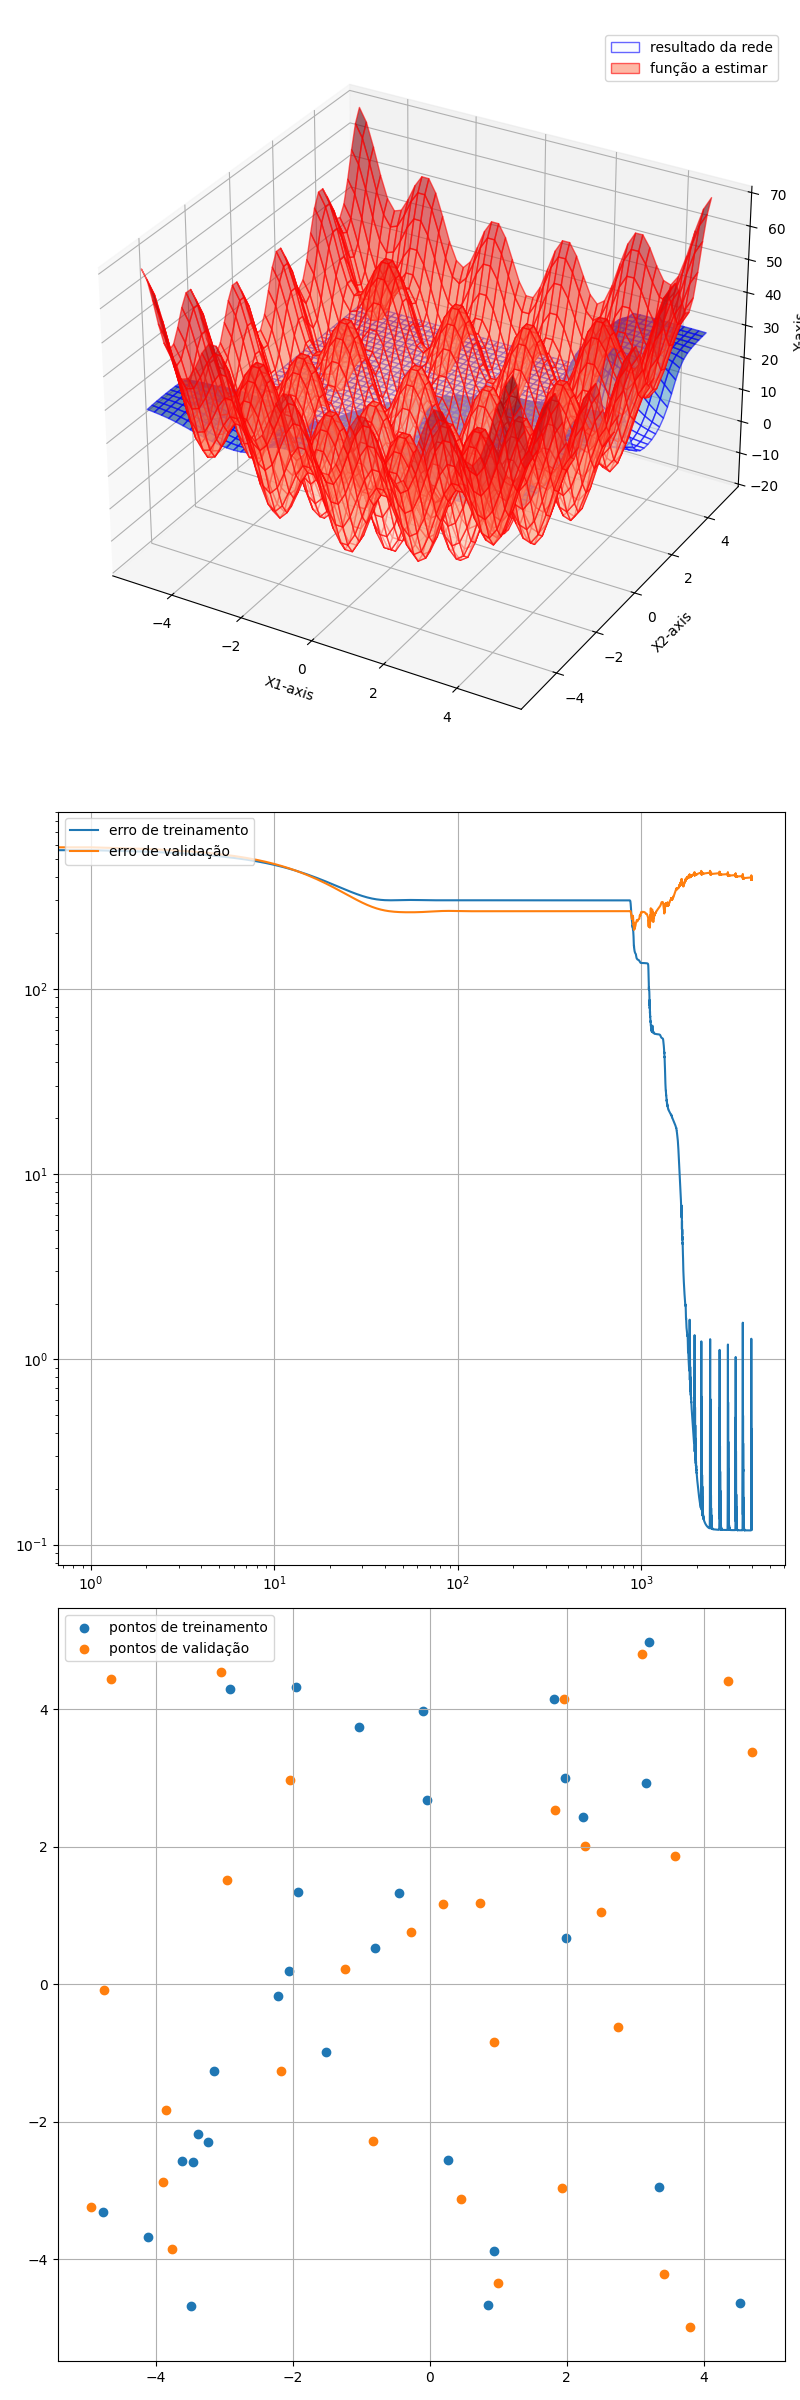 resultado da rede
função a estimar
70
60
50
40
30
20
10
0
−10
−20
−4
−2
0
2
4
X1-axis
−4
−2
0
2
4
X2-axis
Y-axis
erro de treinamento
erro de validação
10²
10¹
10⁰
10⁻¹
10⁰ 10¹ 10² 10³
pontos de treinamento
pontos de validação
4
2
0
−2
−4
−4 −2 0 2 4